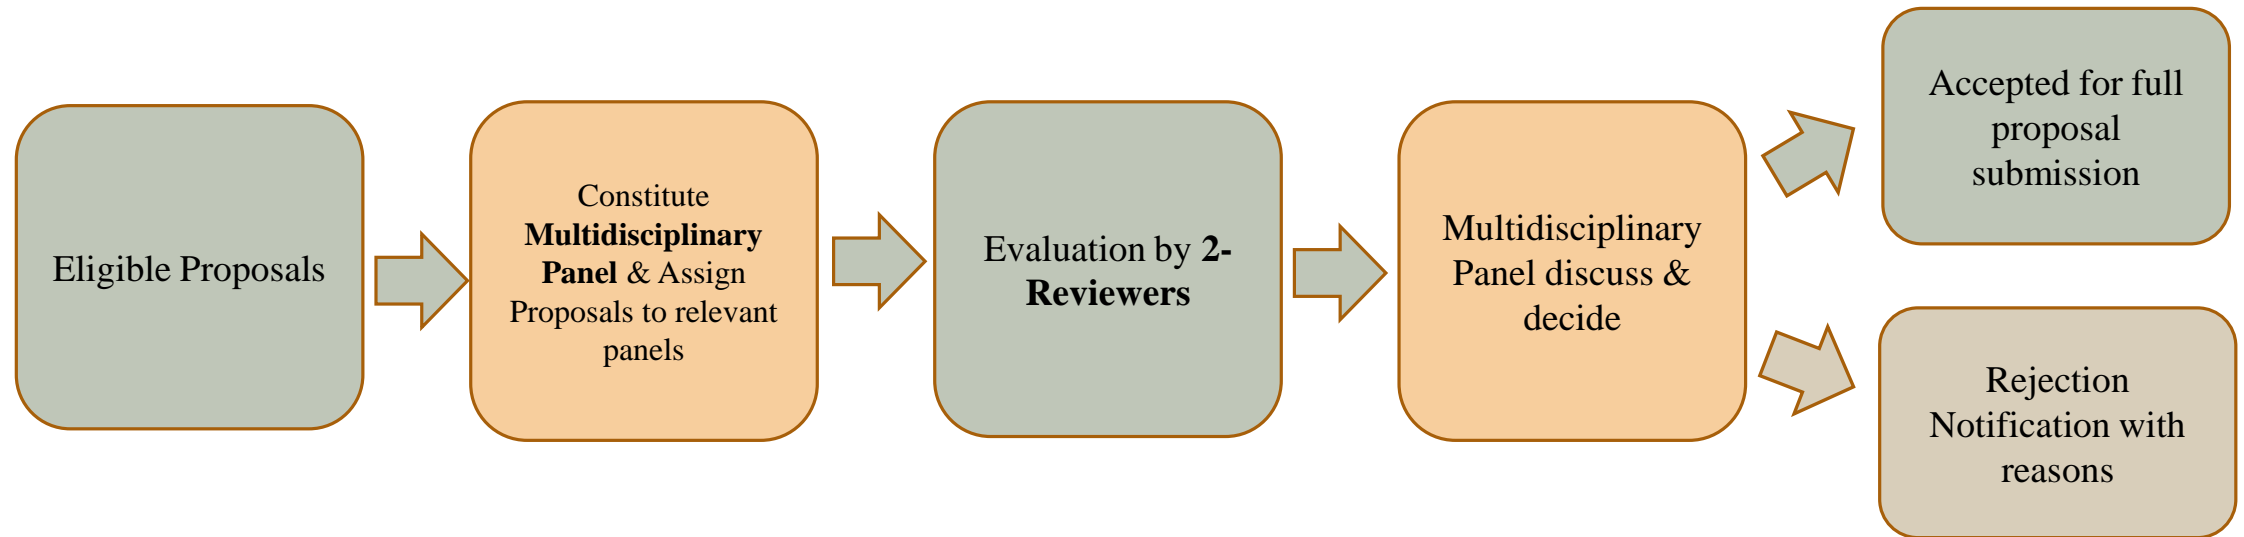 Eligible Proposals
Constitute
Multidisciplinary
Panel & Assign
Proposals to relevant
panels
Evaluation by 2-
Reviewers
Multidisciplinary
Panel discuss &
decide
Accepted for full
proposal
submission
Rejection
Notification with
reasons